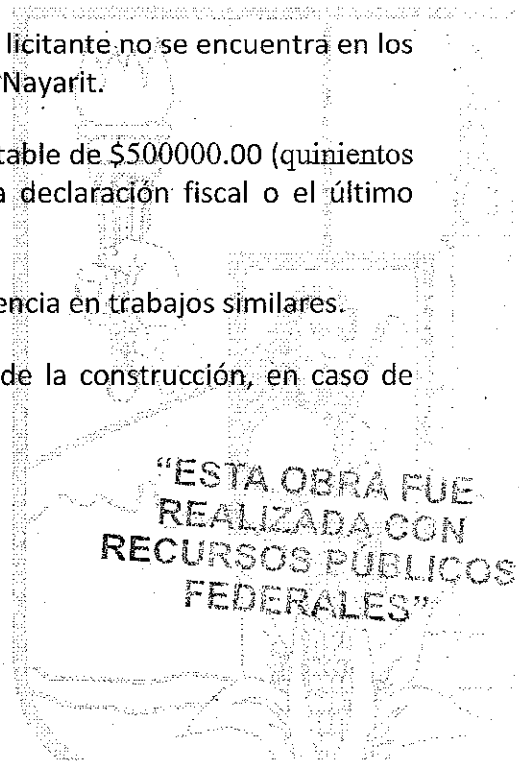 licitante no se encuentra en los
Nayarit.
table de $500000.00 (quinientos
a declaración fiscal o el último
encia en trabajos similares.
de la construcción, en caso de
“ESTA OBRA FUE
REALIZADA CON
RECURSOS PÚBLICOS
FEDERALES”